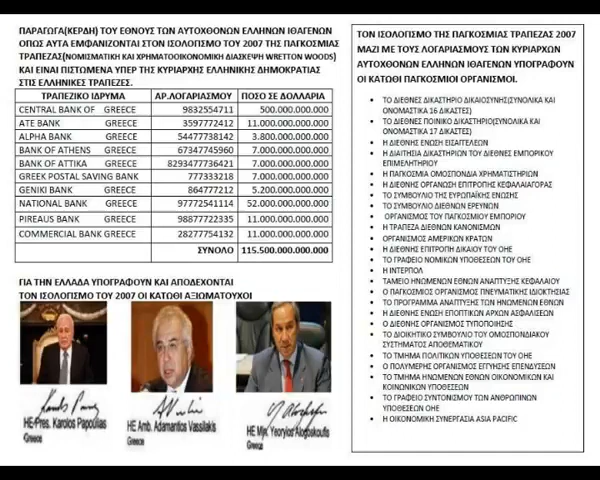 ΠΑΡΑΓΩΓΑ(ΚΕΡΔΗ) ΤΟΥ ΕΘΝΟΥΣ ΤΩΝ ΑΥΤΟΧΘΟΝΩΝ ΕΛΛΗΝΩΝ ΙΘΑΓΕΝΩΝ
ΟΠΩΣ ΑΥΤΑ ΕΜΦΑΝΙΖΟΝΤΑΙ ΣΤΟΝ ΙΣΟΛΟΓΙΣΜΟ ΤΟΥ 2007 ΤΗΣ ΠΑΓΚΟΣΜΙΑΣ
ΤΡΑΠΕΖΑΣ(ΝΟΜΙΣΜΑΤΙΚΗ ΚΑΙ ΧΡΗΜΑΤΟΟΙΚΟΝΟΜΙΚΗ ΔΙΑΣΚΕΨΗ WRETTON WOODS)
ΚΑΙ ΕΙΝΑΙ ΠΙΣΤΩΜΕΝΑ ΥΠΕΡ ΤΗΣ ΚΥΡΙΑΡΧΗΣ ΕΛΛΗΝΙΚΗΣ ΔΗΜΟΚΡΑΤΙΑΣ
ΣΤΙΣ ΕΛΛΗΝΙΚΕΣ ΤΡΑΠΕΖΕΣ.
ΤΡΑΠΕΖΙΚΟ ΙΔΡΥΜΑ ΑΡ.ΛΟΓΑΡΙΑΣΜΟΥ ΠΟΣΟ ΣΕ ΔΟΛΛΑΡΙΑ
CENTRAL BANK OF GREECE 9832554711 500.000.000.000
ATE BANK GREECE 3597772412 11.000.000.000.000
ALPHA BANK GREECE 54477738142 3.800.000.000.000
BANK OF ATHENS GREECE 67347745960 7.000.000.000.000
BANK OF ATTIKA GREECE 8293477736421 7.000.000.000.000
GREEK POSTAL SAVING BANK 777333218 7.000.000.000.000
GENIKI BANK GREECE 864777212 5.200.000.000.000
NATIONAL BANK GREECE 97772541114 52.000.000.000.000
PIREAUS BANK GREECE 98877722335 11.000.000.000.000
COMMERCIAL BANK GREECE 28277754132 11.000.000.000.000
ΣΥΝΟΛΟ 115.500.000.000.000
ΓΙΑ ΤΗΝ ΕΛΛΑΔΑ ΥΠΟΓΡΑΦΟΥΝ ΚΑΙ ΑΠΟΔΕΧΟΝΤΑΙ
ΤΟΝ ΙΣΟΛΟΓΙΣΜΟ ΤΟΥ 2007 ΟΙ ΚΑΤΩΘΙ ΑΞΙΩΜΑΤΟΥΧΟΙ
HE/Pres. Karolos Papoulias
Greece
HE Amb. Adamantios Vassilakis
Greece
HE Mjn. Yeoryios Alogoskoufis
Greece
ΤΟΝ ΙΣΟΛΟΓΙΣΜΟ ΤΗΣ ΠΑΓΚΟΣΜΙΑΣ ΤΡΑΠΕΖΑΣ 2007
ΜΑΖΙ ΜΕ ΤΟΥΣ ΛΟΓΑΡΙΑΣΜΟΥΣ ΤΩΝ ΚΥΡΙΑΡΧΩΝ
ΑΥΤΟΧΘΟΝΩΝ ΕΛΛΗΝΩΝ ΙΘΑΓΕΝΩΝ ΥΠΟΓΡΑΦΟΥΝ
ΟΙ ΚΑΤΩΘΙ ΠΑΓΚΟΣΜΙΟΙ ΟΡΓΑΝΙΣΜΟΙ.
• ΤΟ ΔΙΕΘΝΕΣ ΔΙΚΑΣΤΗΡΙΟ ΔΙΚΑΙΟΣΥΝΗΣ(ΣΥΝΟΛΙΚΑ ΚΑΙ
ΟΝΟΜΑΣΤΙΚΑ 16 ΔΙΚΑΣΤΕΣ)
• ΤΟ ΔΙΕΘΝΕΣ ΠΟΙΝΙΚΟ ΔΙΚΑΣΤΗΡΙΟ(ΣΥΝΟΛΙΚΑ ΚΑΙ
ΟΝΟΜΑΣΤΙΚΑ 17 ΔΙΚΑΣΤΕΣ)
• Η ΔΙΕΘΝΗΣ ΕΝΩΣΗ ΕΙΣΑΓΓΕΛΕΩΝ
• Η ΔΙΑΙΤΗΣΙΑ ΔΙΚΑΣΤΗΡΙΟΥ ΤΟΥ ΔΙΕΘΝΕΣ ΕΜΠΟΡΙΚΟΥ
ΕΠΙΜΕΛΗΤΗΡΙΟΥ
• Η ΠΑΓΚΟΣΜΙΑ ΟΜΟΣΠΟΝΔΙΑ ΧΡΗΜΑΤΙΣΤΗΡΙΩΝ
• Η ΔΙΕΘΝΗΣ ΟΡΓΑΝΩΣΗ ΕΠΙΤΡΟΠΗΣ ΚΕΦΑΛΑΙΑΓΟΡΑΣ
• ΤΟ ΣΥΜΒΟΥΛΙΟ ΤΗΣ ΕΥΡΩΠΑΪΚΗΣ ΕΝΩΣΗΣ
• ΤΟ ΣΥΜΒΟΥΛΙΟ ΔΙΕΘΝΩΝ ΕΡΕΥΝΩΝ
• ΟΡΓΑΝΙΣΜΟΣ ΤΟΥ ΠΑΓΚΟΣΜΙΟΥ ΕΜΠΟΡΙΟΥ
• Η ΤΡΑΠΕΖΑ ΔΙΕΘΝΩΝ ΚΑΝΟΝΙΣΜΩΝ
• ΟΡΓΑΝΙΣΜΟΣ ΑΜΕΡΙΚΩΝ ΚΡΑΤΩΝ
• Η ΔΙΕΘΝΗ ΕΠΙΤΡΟΠΗ ΔΙΚΑΙΟΥ ΤΟΥ ΟΗΕ
• ΤΟ ΓΡΑΦΕΙΟ ΝΟΜΙΚΩΝ ΥΠΟΘΕΣΕΩΝ ΤΟΥ ΟΗΕ
• Η ΙΝΤΕΡΠΟΛ
• ΤΑΜΕΙΟ ΗΝΩΜΕΝΩΝ ΕΘΝΩΝ ΑΝΑΠΤΥΞΗΣ ΚΕΦΑΛΑΙΟΥ
• Ο ΠΑΓΚΟΣΜΙΟΣ ΟΡΓΑΝΙΣΜΟΣ ΠΝΕΥΜΑΤΙΚΗΣ ΙΔΙΟΚΤΗΣΙΑΣ
• ΤΟ ΠΡΟΓΡΑΜΜΑ ΑΝΑΠΤΥΞΗΣ ΤΩΝ ΗΝΩΜΕΝΩΝ ΕΘΝΩΝ
• Η ΔΙΕΘΝΗΣ ΕΝΩΣΗ ΕΠΟΠΤΙΚΩΝ ΑΡΧΩΝ ΑΣΦΑΛΙΣΕΩΝ
• Ο ΔΙΕΘΝΗΣ ΟΡΓΑΝΙΣΜΟΣ ΤΥΠΟΠΟΙΗΣΗΣ
• ΤΟ ΔΙΟΙΚΗΤΙΚΟ ΣΥΜΒΟΥΛΙΟ ΤΟΥ ΟΜΟΣΠΟΝΔΙΑΚΟΥ
ΣΥΣΤΗΜΑΤΟΣ ΑΠΟΘΕΜΑΤΙΚΟΥ
• ΤΟ ΤΜΗΜΑ ΠΟΛΙΤΙΚΩΝ ΥΠΟΘΕΣΕΩΝ ΤΟΥ ΟΗΕ
• Ο ΠΟΛΥΜΕΡΗΣ ΟΡΓΑΝΙΣΜΟΣ ΕΓΓΥΗΣΗΣ ΕΠΕΝΔΥΣΕΩΝ
• ΤΟ ΤΜΗΜΑ ΗΝΩΜΕΝΩΝ ΕΘΝΩΝ ΟΙΚΟΝΟΜΙΚΩΝ ΚΑΙ
ΚΟΙΝΩΝΙΚΩΝ ΥΠΟΘΕΣΕΩΝ
• ΤΟ ΓΡΑΦΕΙΟ ΣΥΝΤΟΝΙΣΜΟΥ ΤΩΝ ΑΝΘΡΩΠΙΝΩΝ
ΥΠΟΘΕΣΕΩΝ ΟΗΕ
• Η ΟΙΚΟΝΟΜΙΚΗ ΣΥΝΕΡΓΑΣΙΑ ASIA PACIFIC